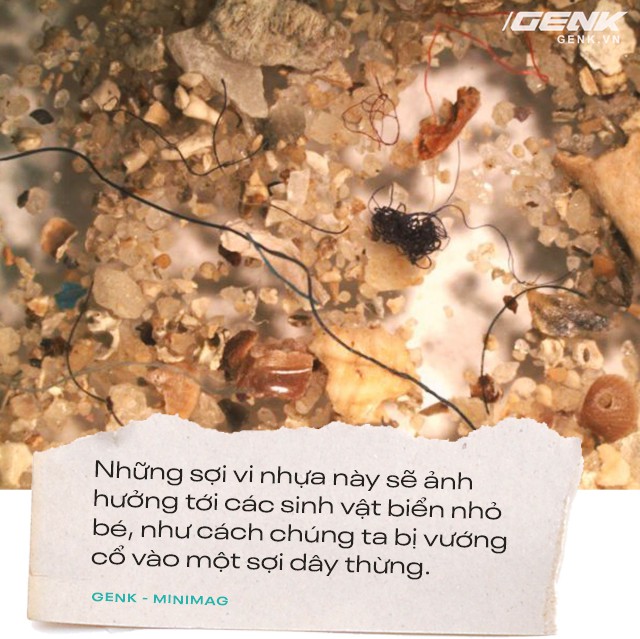 GENK
GENK.VN
Những sợi vi nhựa này sẽ ảnh
hưởng tới các sinh vật biển nhỏ
bé, như cách chúng ta bị vướng
cổ vào một sợi dây thừng.
GENK - MINIMAG